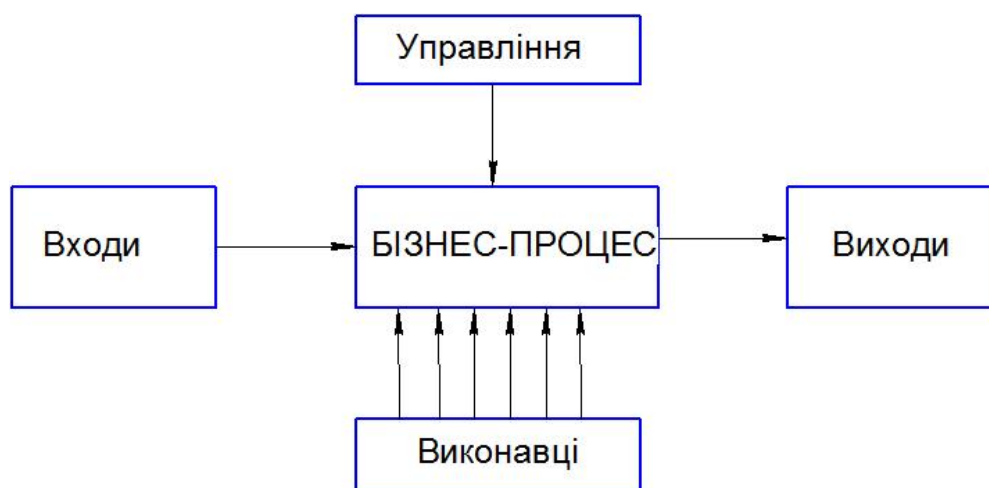 Управління
Входи
БІЗНЕС-ПРОЦЕС
Виходи
Виконавці